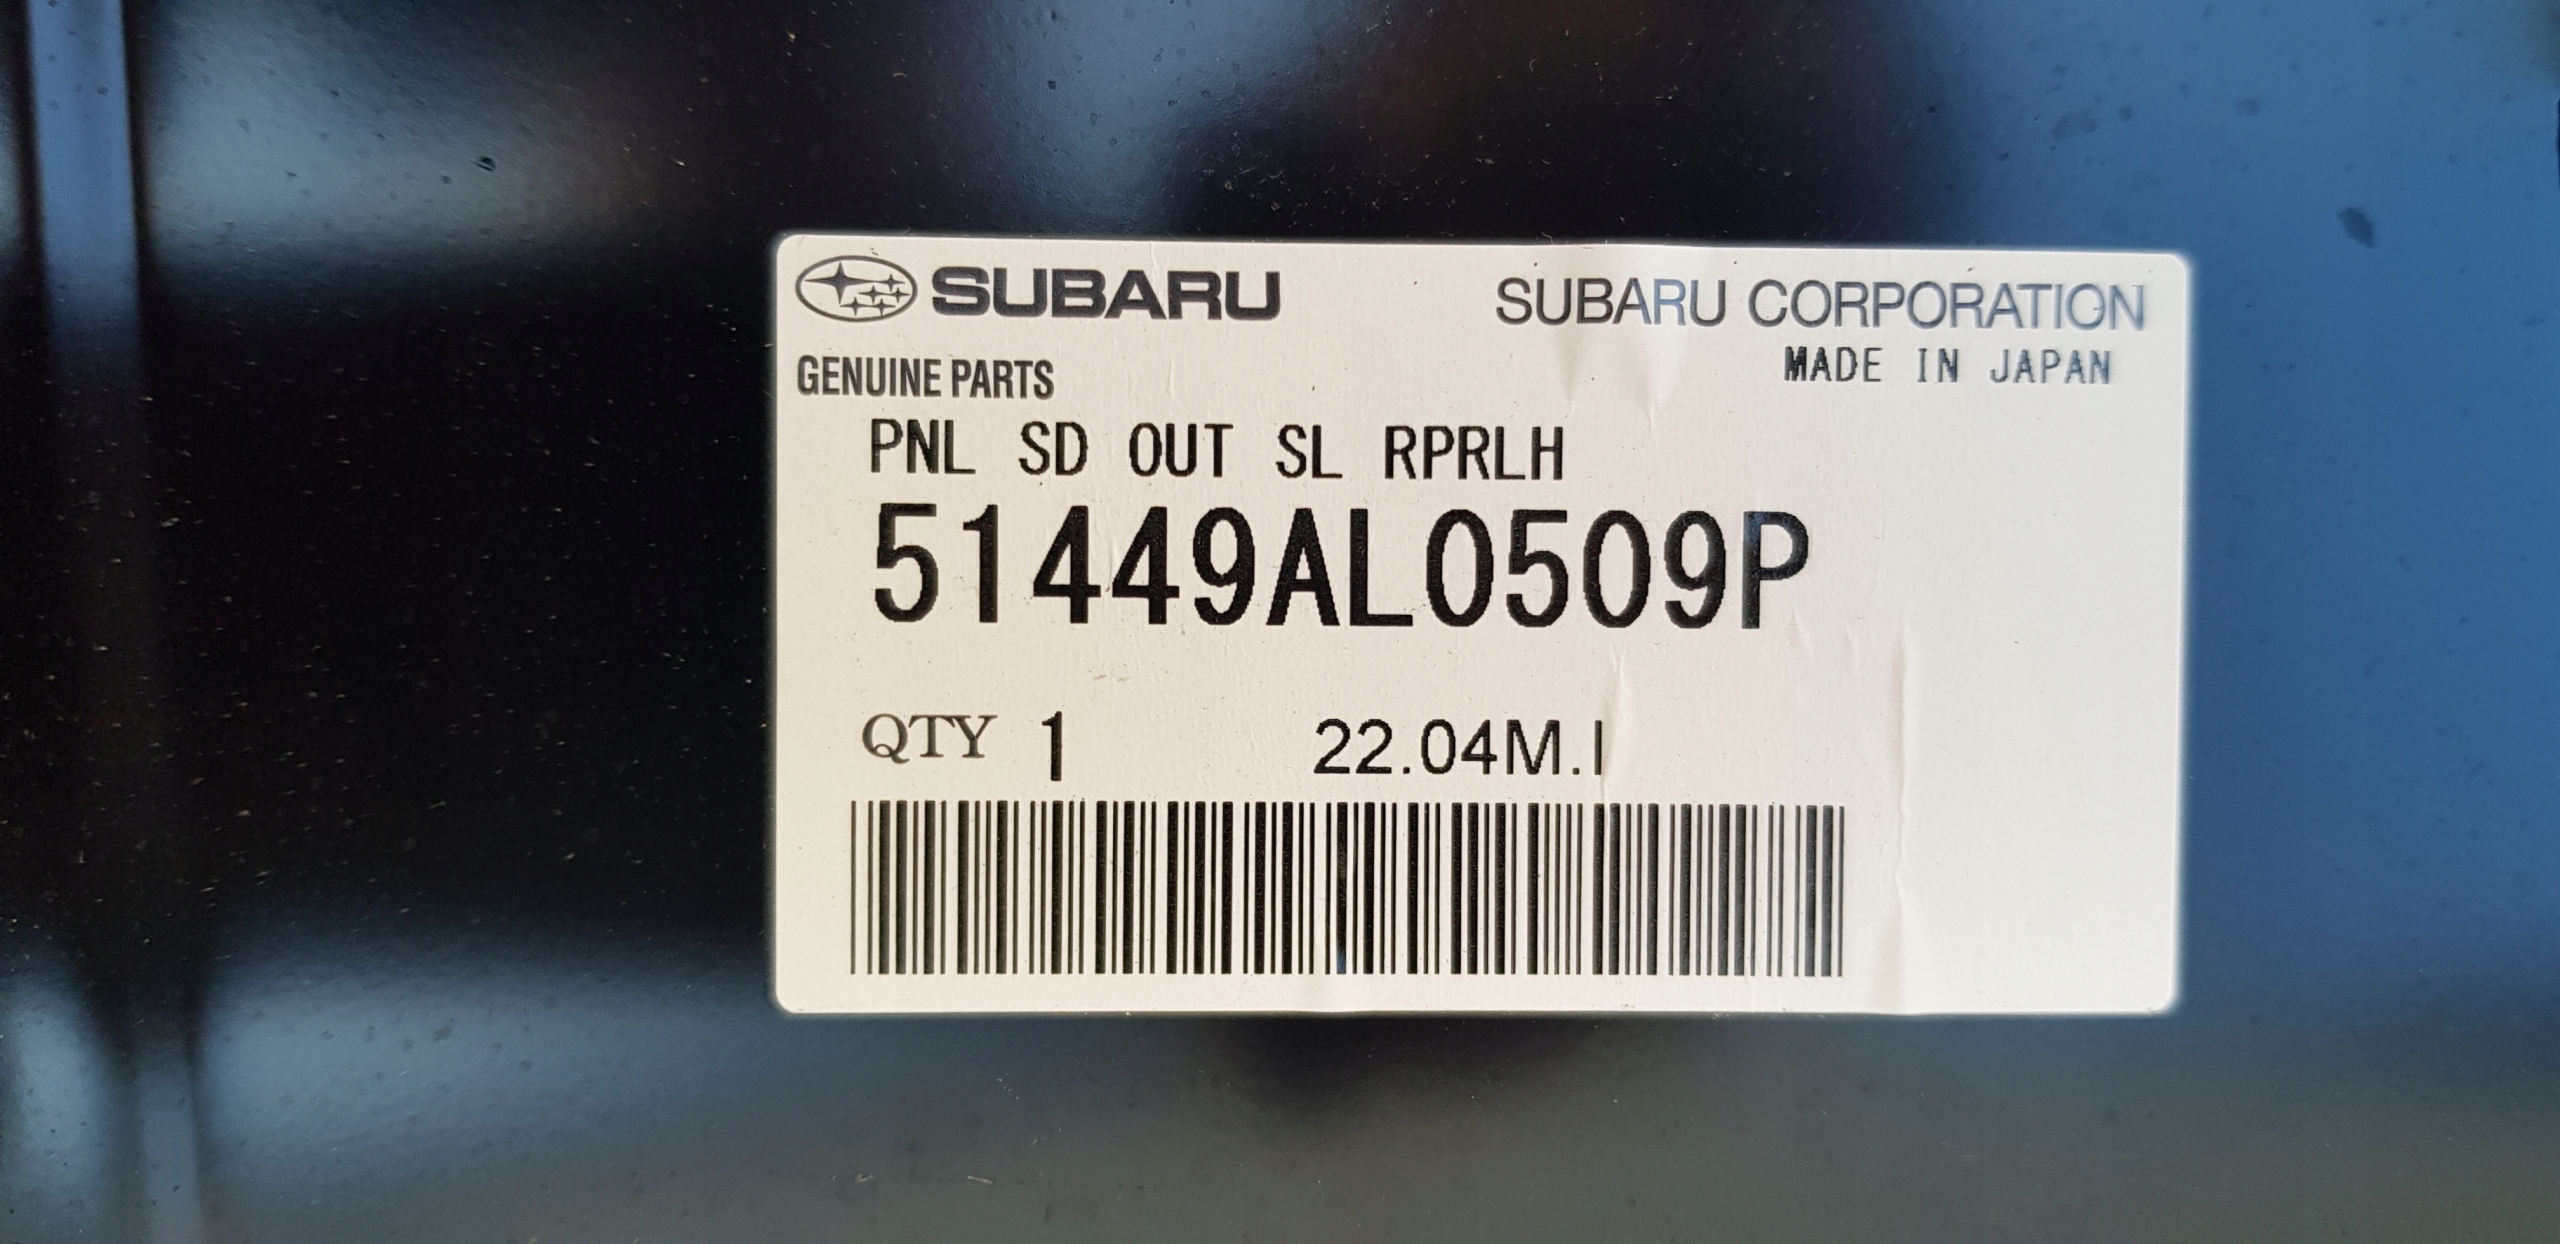 SUBARU SUBARU CORPORATION
GENUINE PARTS MADE IN JAPAN
PNL SD OUT SL RPRLH
51449AL0509P
QTY 1 22.04M.I